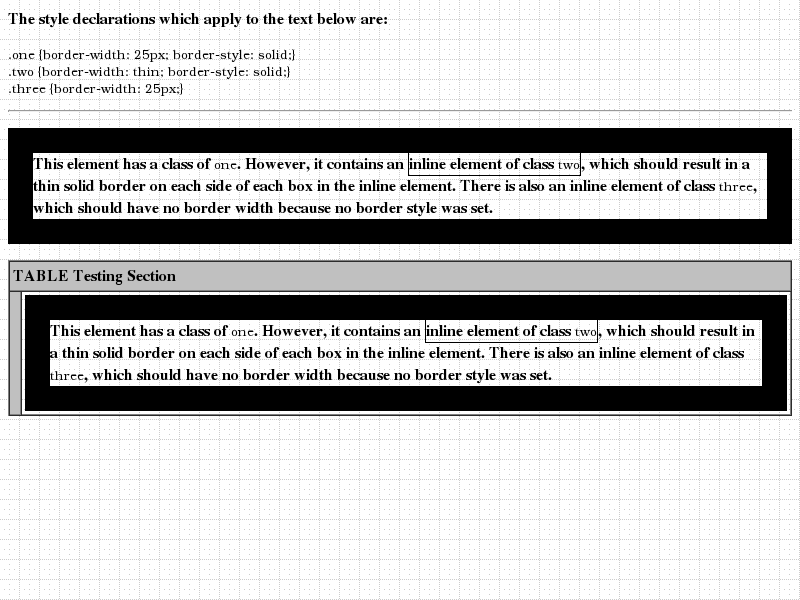 The style declarations which apply to the text below are:
.one {border-width: 25px; border-style: solid;}
.two {border-width: thin; border-style: solid;}
.three {border-width: 25px;}
This element has a class of one. However, it contains an inline element of class two, which should result in a
thin solid border on each side of each box in the inline element. There is also an inline element of class three,
which should have no border width because no border style was set.
TABLE Testing Section
This element has a class of one. However, it contains an inline element of class two, which should result in
a thin solid border on each side of each box in the inline element. There is also an inline element of class
three, which should have no border width because no border style was set.